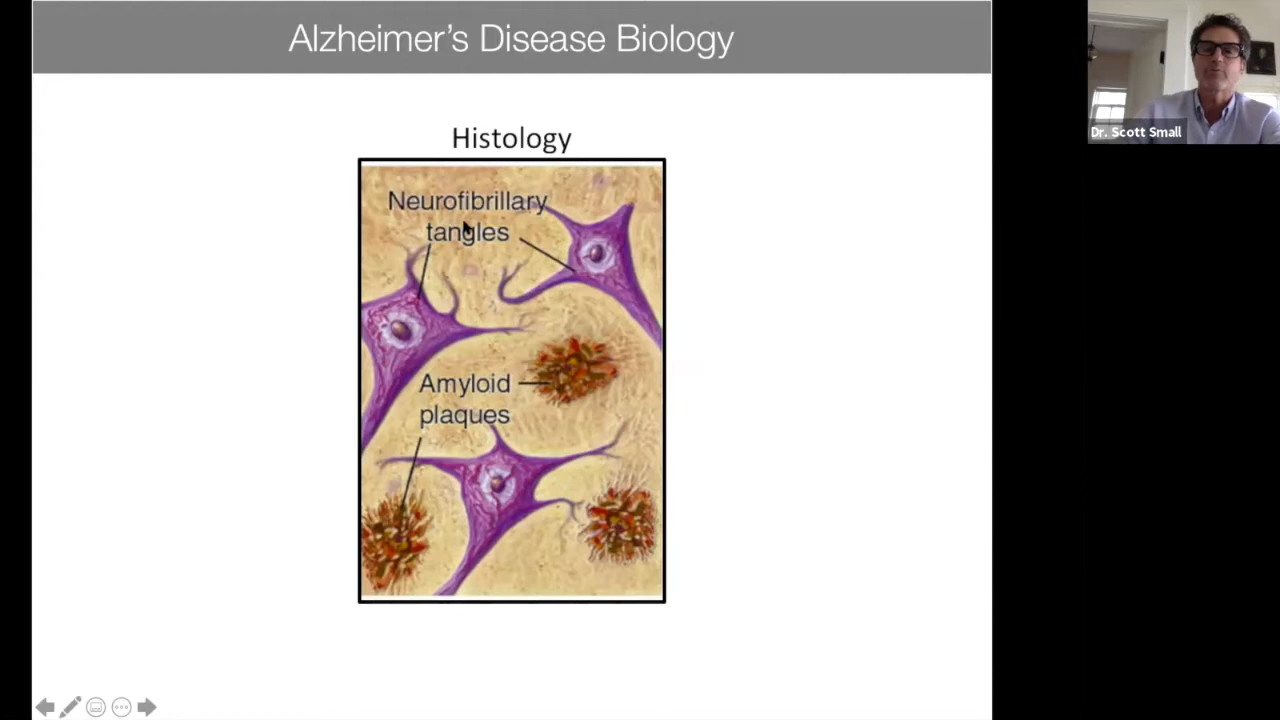 Alzheimer's Disease Biology
Histology
Neurofibrillary
tangles
Amyloid
plaques
Dr. Scott Small